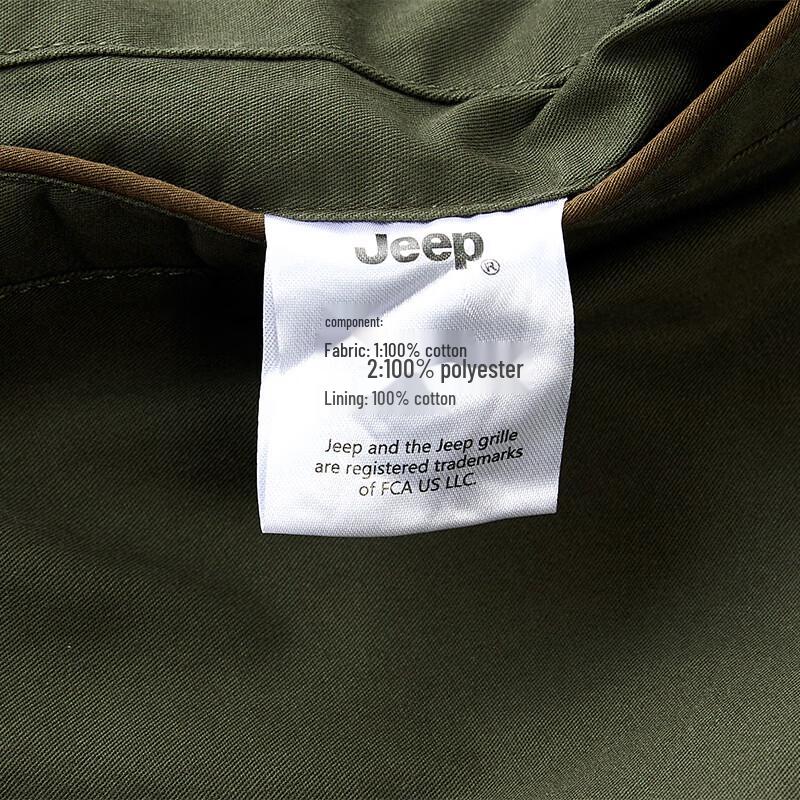 Jeep®
component:
Fabric: 1:100% cotton
2:100% polyester
Lining: 100% cotton
Jeep and the Jeep grille
are registered trademarks
of FCA US LLC.